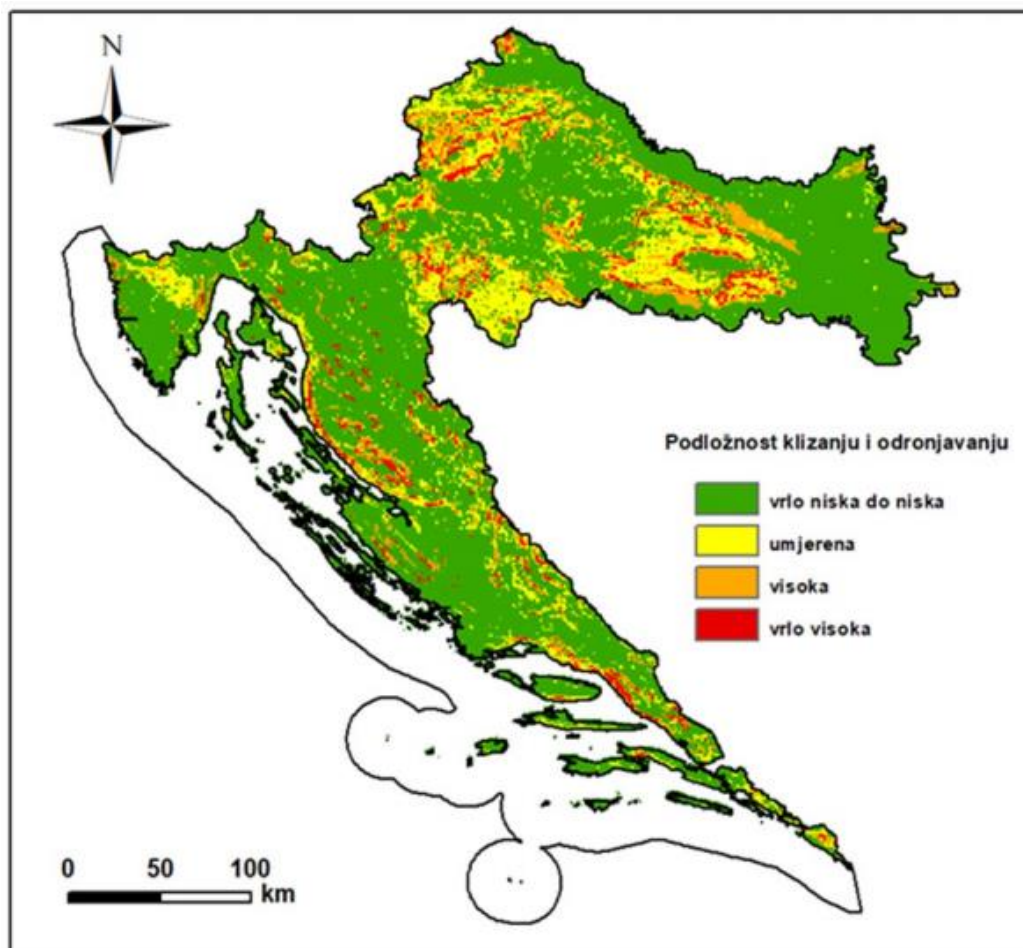 N
Podložnost klizanju i odronjavanju
vrlo niska do niska
umjerena
visoka
vrlo visoka
0 50 100
km